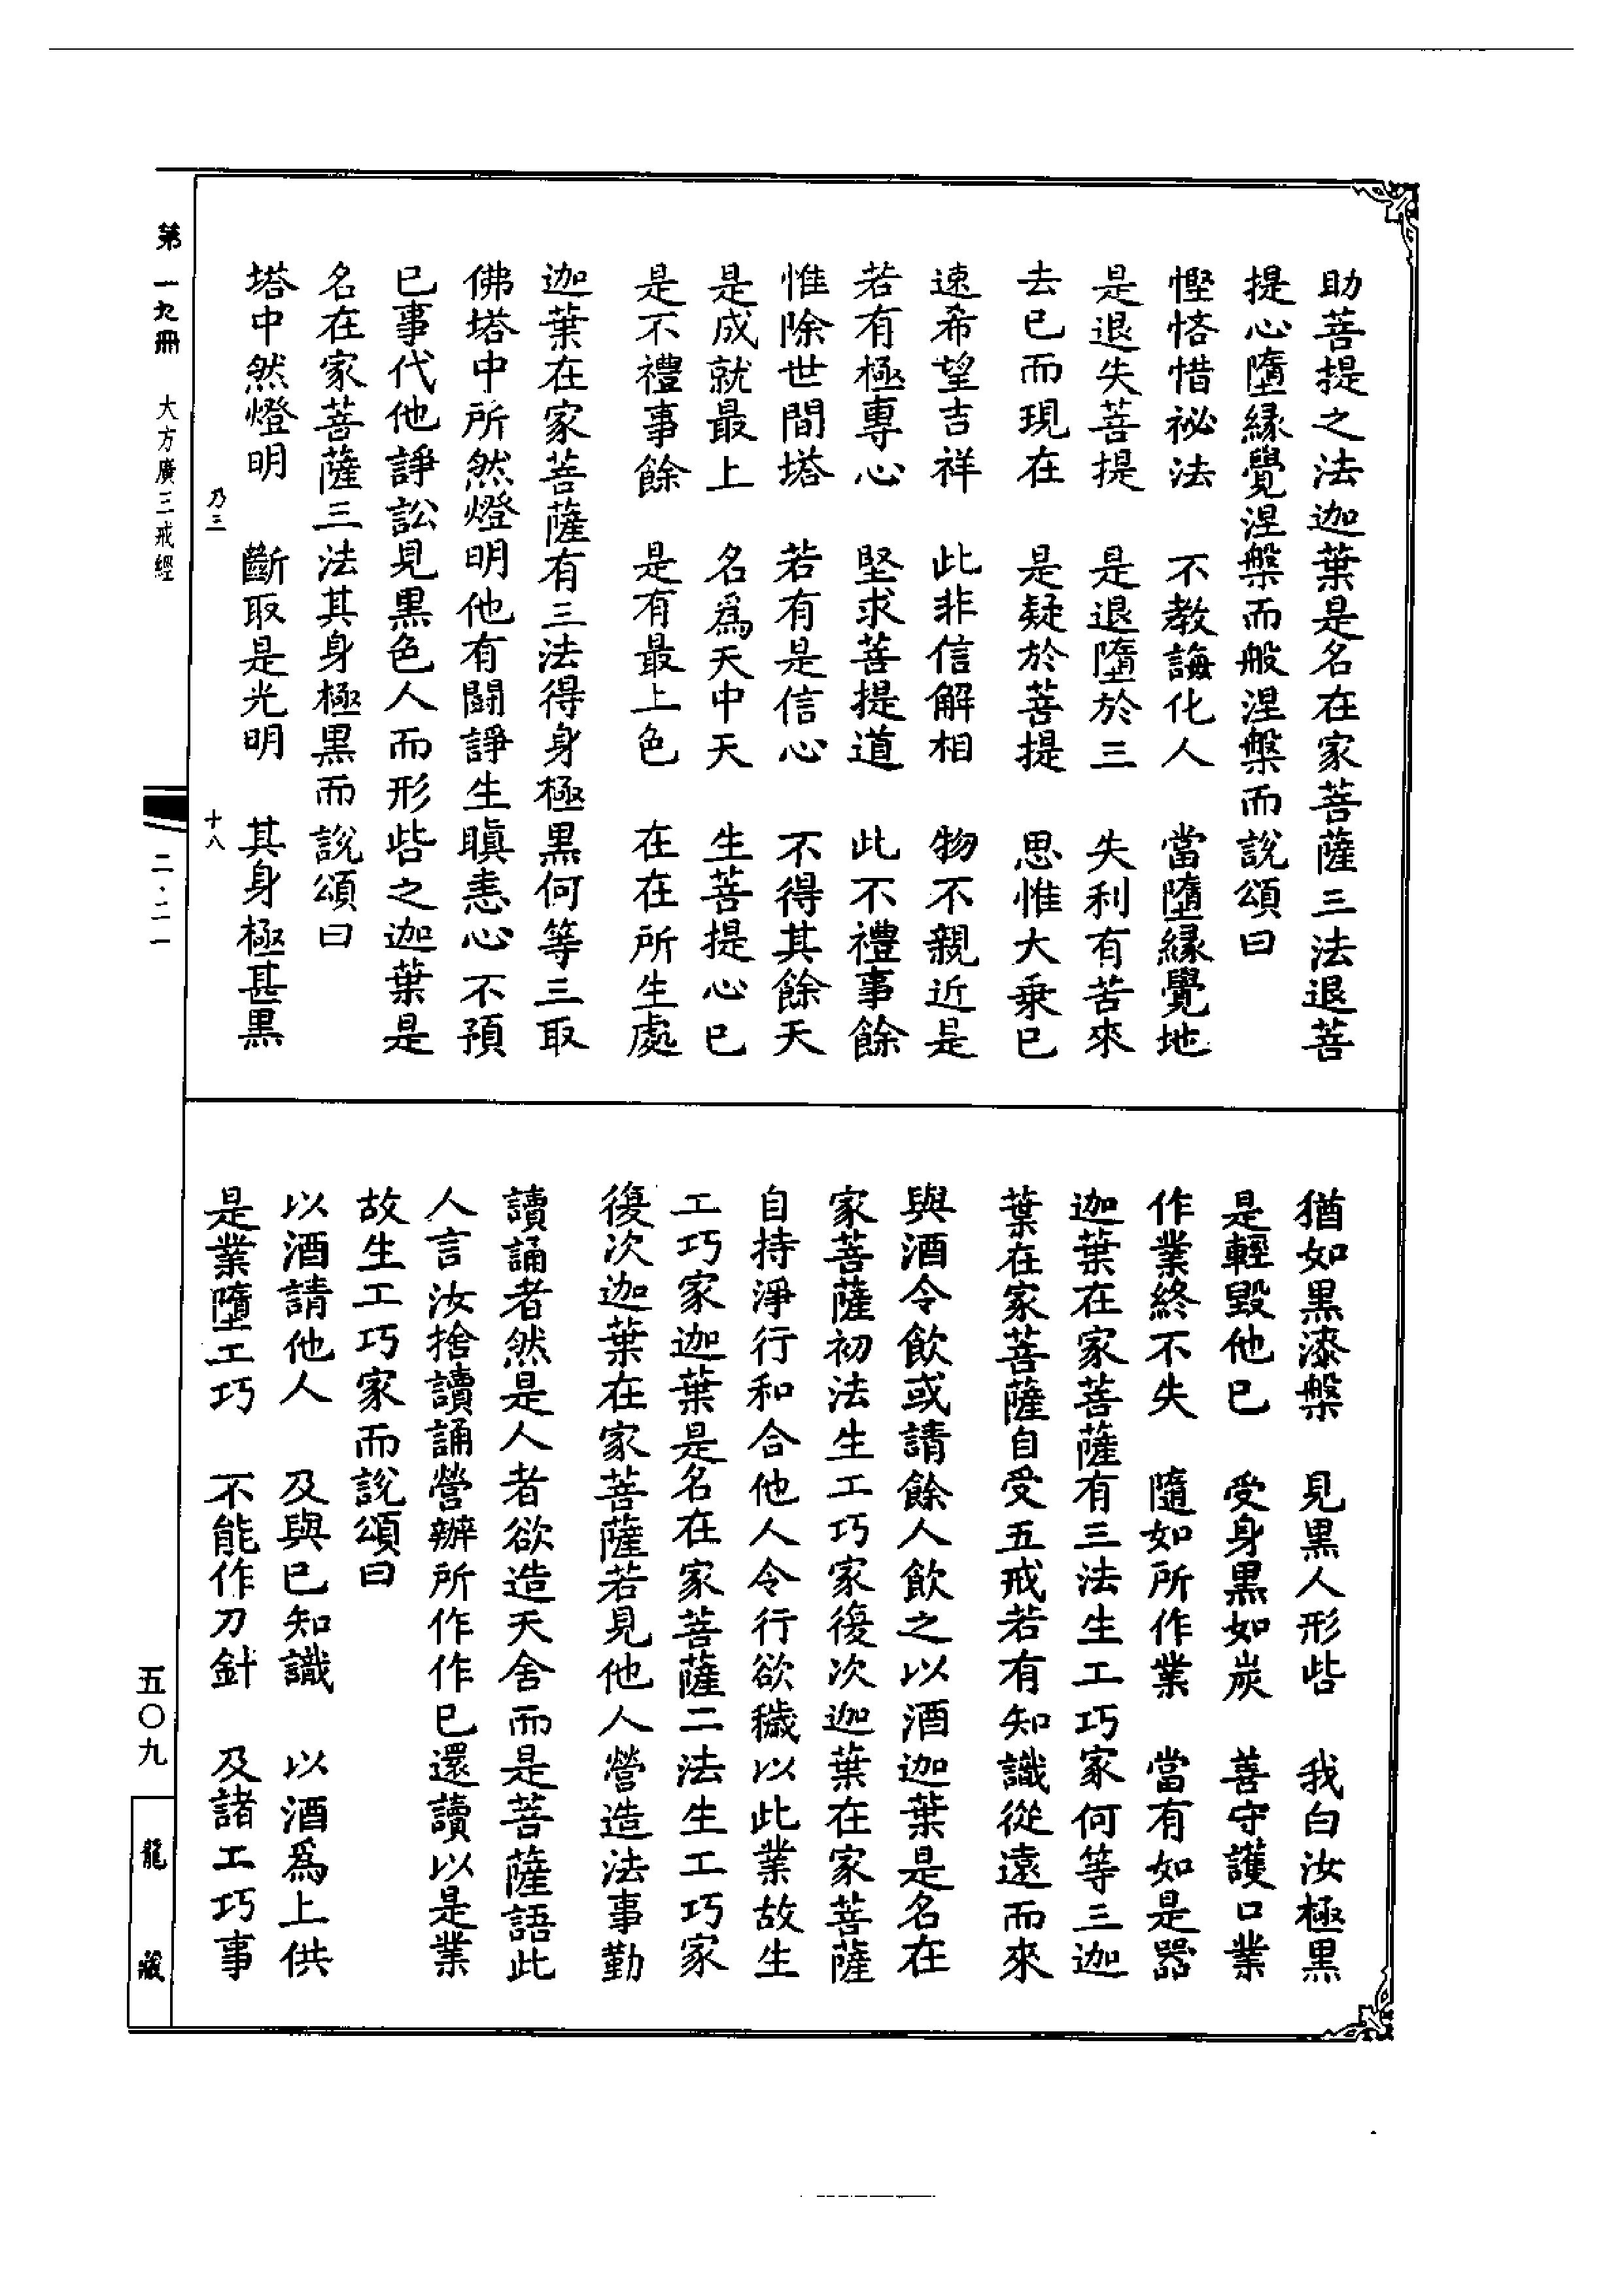 助菩提之法迦葉是名在家菩薩三法退菩
提心墮緣覺涅槃而般涅槃而說頌曰
慳悋惜祕法　不教誨化人　當墮緣覺地
是退失菩提　是退墮於三　失利有苦來
去已而現在　是疑於菩提　思惟大乘已
速希望吉祥　此非信解相　物不親近是
若有極專心　堅求菩提道　此不禮事餘
惟除世間塔　若有是信心　不得其餘天
是成就最上　名爲天中天　生菩提心已
是不禮事餘　是有最上色　在在所生處
迦葉在家菩薩有三法得身極黑何等三取
佛塔中所然燈明他有鬪諍生瞋恚心不預
已事代他諍訟見黑色人而形呰之迦葉是
名在家菩薩三法其身極黑而說頌曰
塔中然燈明　斷取是光明　其身極甚黑
猶如黑漆槃　見黑人形呰　我白汝極黑
是輕毀他已　受身黑如炭　善守護口業
作業終不失　隨如所作業　當有如是器
迦葉在家菩薩有三法生工巧家何等三迦
葉在家菩薩自受五戒若有知識從遠而來
與酒令飲或請餘人飲之以酒迦葉是名在
家菩薩初法生工巧家復次迦葉在家菩薩
自持淨行和合他人令行欲穢以此業故生
工巧家迦葉是名在家菩薩二法生工巧家
復次迦葉在家菩薩若見他人營造法事勤
讀誦者然是人者欲造天舍而是菩薩語此
人言汝捨讀誦營辦所作作已還讀以是業
故生工巧家而說頌曰
以酒請他人　及與已知識　以酒爲上供
是業墮工巧　不能作刀針　及諸工巧事
第一九冊　大方廣三戒經
乃三　十八
二·二一
五〇九
龍藏